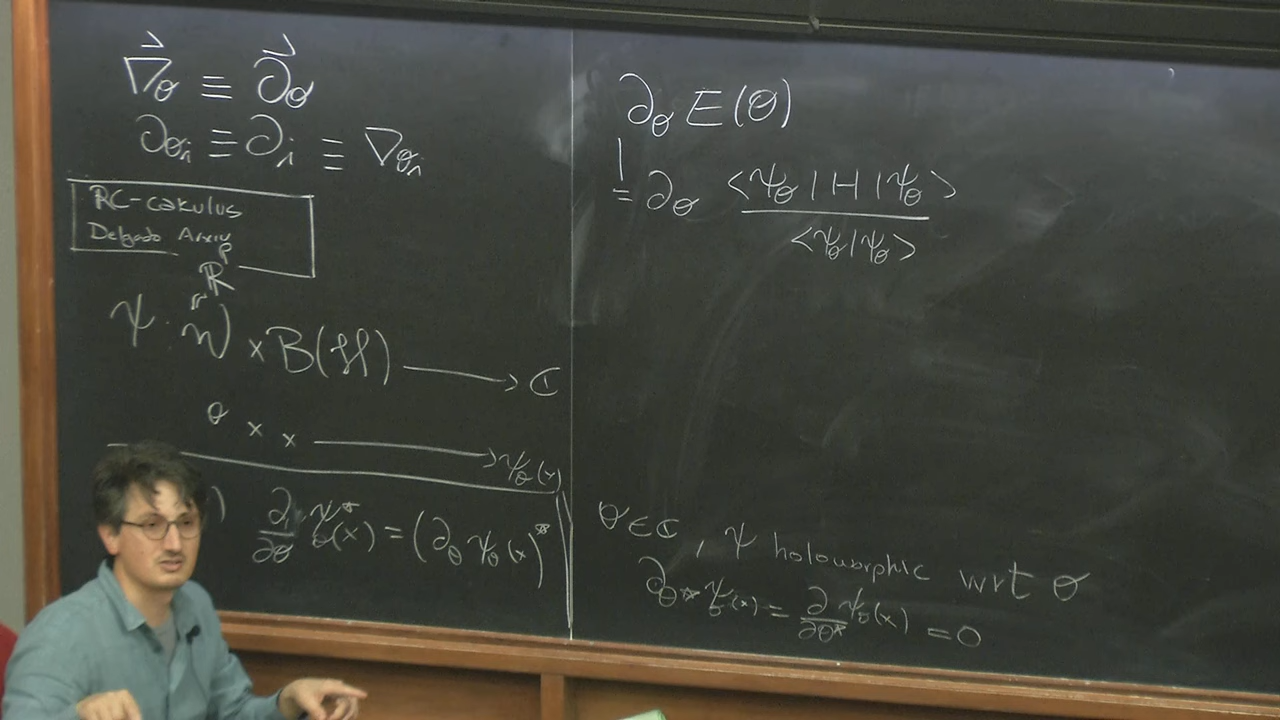 ∇⃗_θ ≡ ∂⃗_θ
∂_θi ≡ ∂_i ≡ ∇_θi
RC-calculus
Delgado Arxiv
ℝ
ψ : W × B(H) ⟶ ℂ
θ × x ⟶ ψ_θ(x)
∂/∂θ ψ*_θ(x) = (∂_θ ψ_θ(x))*
∂_θ E(θ)
= ∂_θ <ψ_θ|H|ψ_θ> / <ψ_θ|ψ_θ>
θ ∈ ℂ, ψ holomorphic wrt θ
∂_θ* ψ_θ(x) = ∂/∂θ* ψ_θ(x) = 0